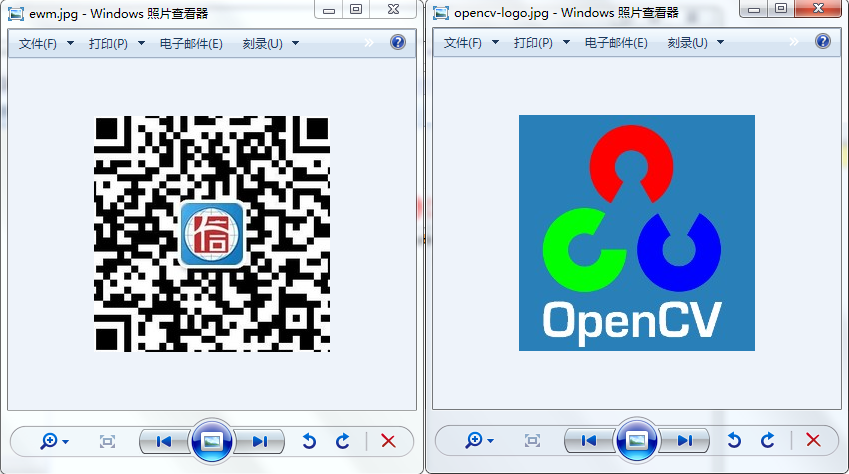 ewm.jpg - Windows 照片查看器
文件(F) 打印(P) 电子邮件(E) 刻录(U) »
信
opencv-logo.jpg - Windows 照片查看器
文件(F) 打印(P) 电子邮件(E) 刻录(U) »
OpenCV